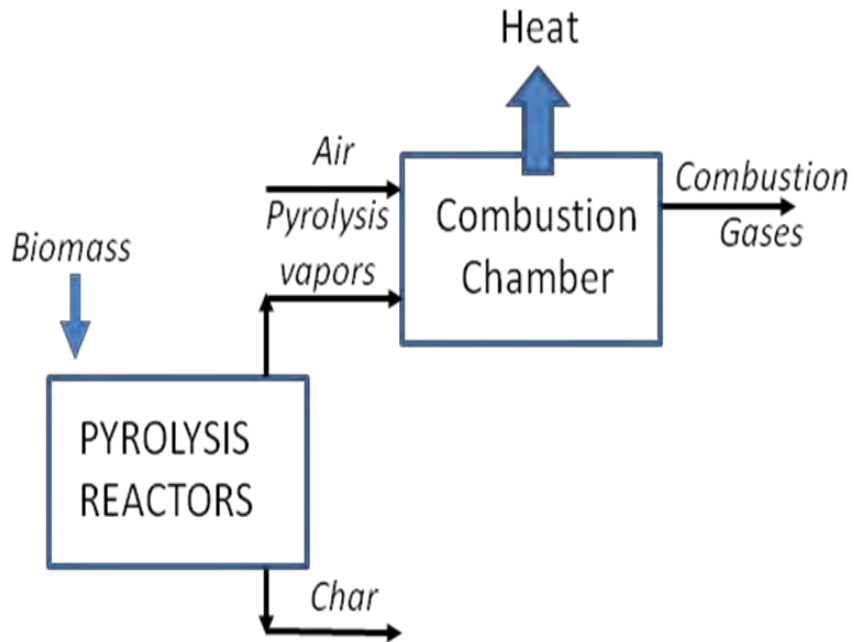 Heat
Air
Pyrolysis
vapors
Combustion
Chamber
Combustion
Gases
Biomass
PYROLYSIS
REACTORS
Char